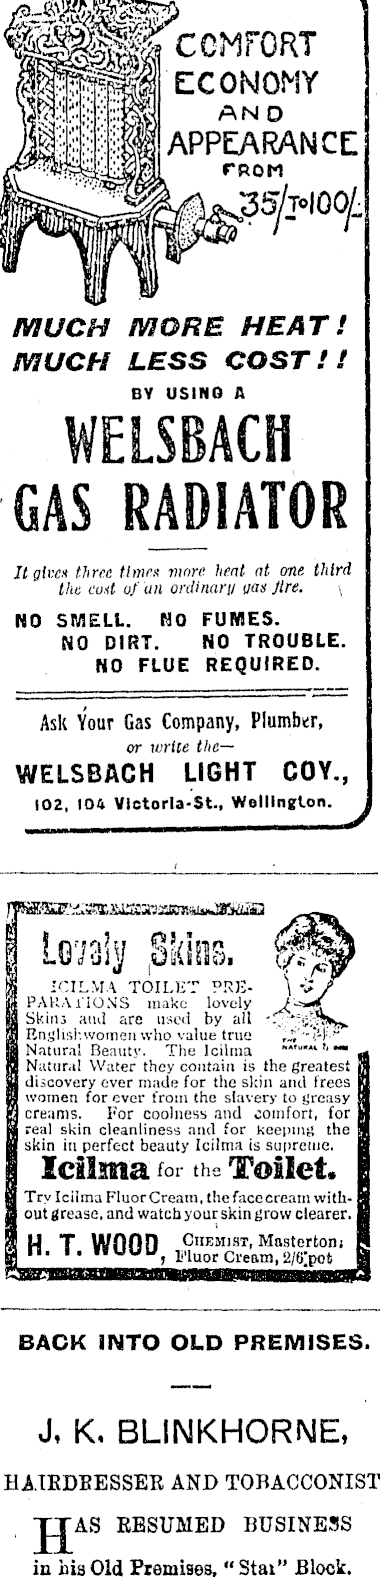 COMFORT
ECONOMY
AND
APPEARANCE
FROM
35/- TO 100/-
MUCH MORE HEAT!
MUCH LESS COST!!
BY USING A
WELSBACH
GAS RADIATOR
It gives three times more heat at one third
the cost of an ordinary gas fire.
NO SMELL. NO FUMES.
NO DIRT. NO TROUBLE.
NO FLUE REQUIRED.
Ask Your Gas Company, Plumber,
or write the—
WELSBACH LIGHT COY.,
102, 104 Victoria-St., Wellington.
Lovely Skins.
ICILMA TOILET PRE-
PARATIONS make lovely
Skins and are used by all
Englishwomen who value true
Natural Beauty. The Icilma
Natural Water they contain is the greatest
discovery ever made for the skin and frees
women for ever from the slavery to greasy
creams. For coolness and comfort, for
real skin cleanliness and for keeping the
skin in perfect beauty Icilma is supreme.
THE
NATURAL
Icilma for the Toilet.
Try Icilma Fluor Cream, the face cream with-
out grease, and watch your skin grow clearer.
H. T. WOOD, CHEMIST, Masterton;
Fluor Cream, 2/6 pot
BACK INTO OLD PREMISES.
J. K. BLINKHORNE,
HAIRDRESSER AND TOBACCONIST
HAS RESUMED BUSINESS
in his Old Premises, "Star" Block.